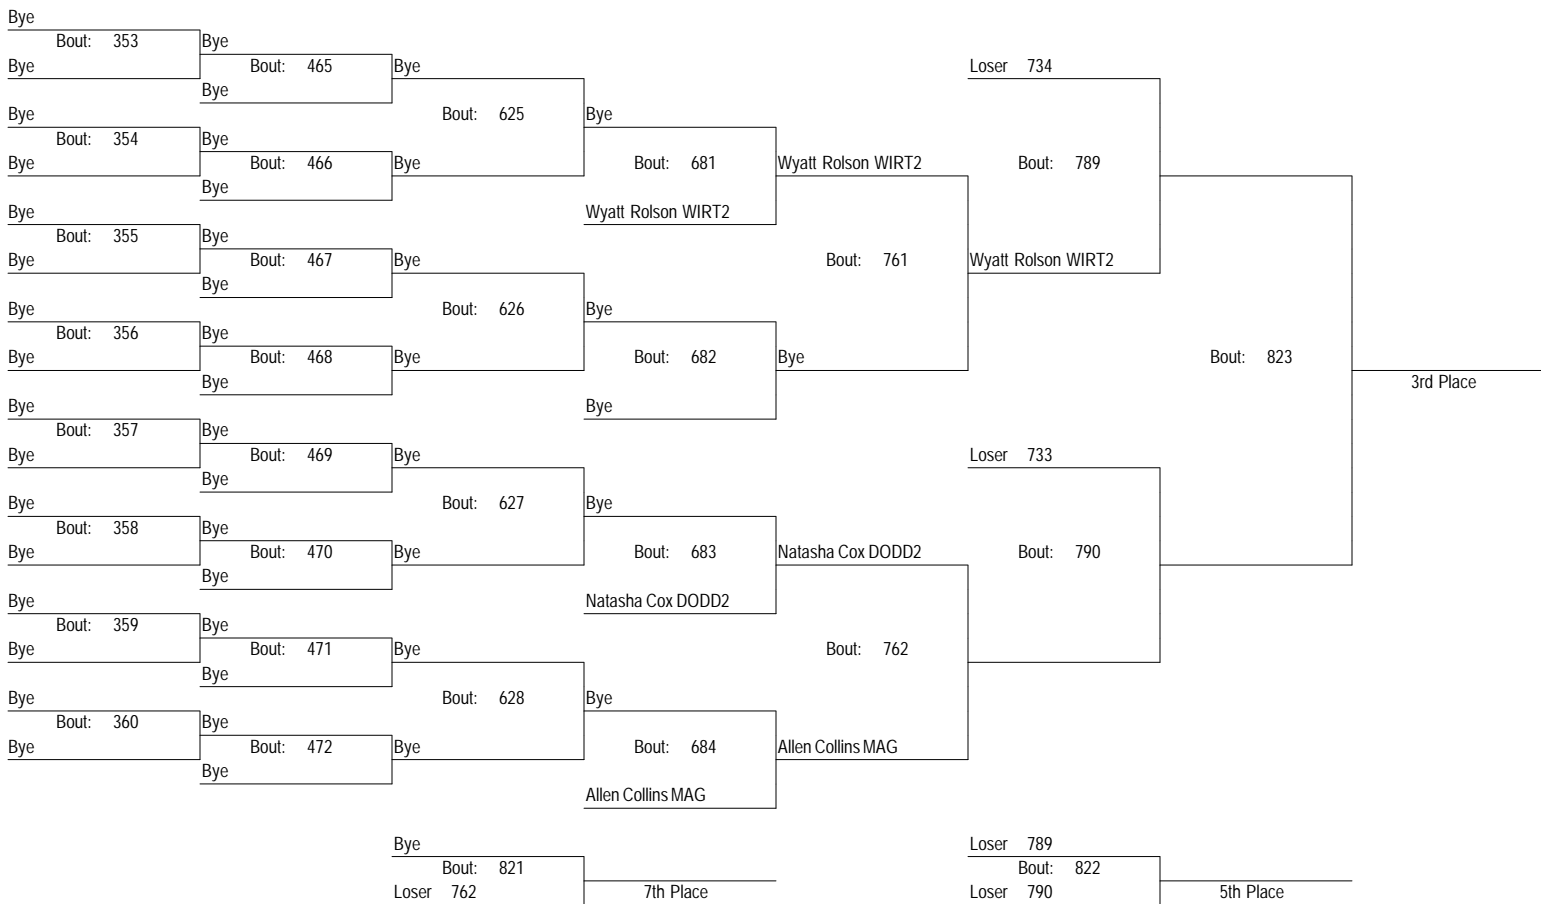 Bye
Bout: 353 Bye
Bye Bout: 465 Bye Loser 734
Bye
Bye Bout: 625 Bye
Bout: 354 Bye
Bye Bout: 466 Bye Bout: 681 Wyatt Rolson WIRT2 Bout: 789
Bye
Bye Wyatt Rolson WIRT2
Bout: 355 Bye
Bye Bout: 467 Bye Bout: 761 Wyatt Rolson WIRT2
Bye
Bye Bout: 626 Bye
Bout: 356 Bye
Bye Bout: 468 Bye Bout: 682 Bye Bout: 823
Bye 3rd Place
Bye Bye
Bout: 357 Bye
Bye Bout: 469 Bye Loser 733
Bye
Bye Bout: 627 Bye
Bout: 358 Bye
Bye Bout: 470 Bye Bout: 683 Natasha Cox DODD2 Bout: 790
Bye
Bye Natasha Cox DODD2
Bout: 359 Bye
Bye Bout: 471 Bye Bout: 762
Bye
Bye Bout: 628 Bye
Bout: 360 Bye
Bye Bout: 472 Bye Bout: 684 Allen Collins MAG
Bye
Allen Collins MAG
Bye Loser 789
Bout: 821 Bout: 822
Loser 762 7th Place Loser 790 5th Place